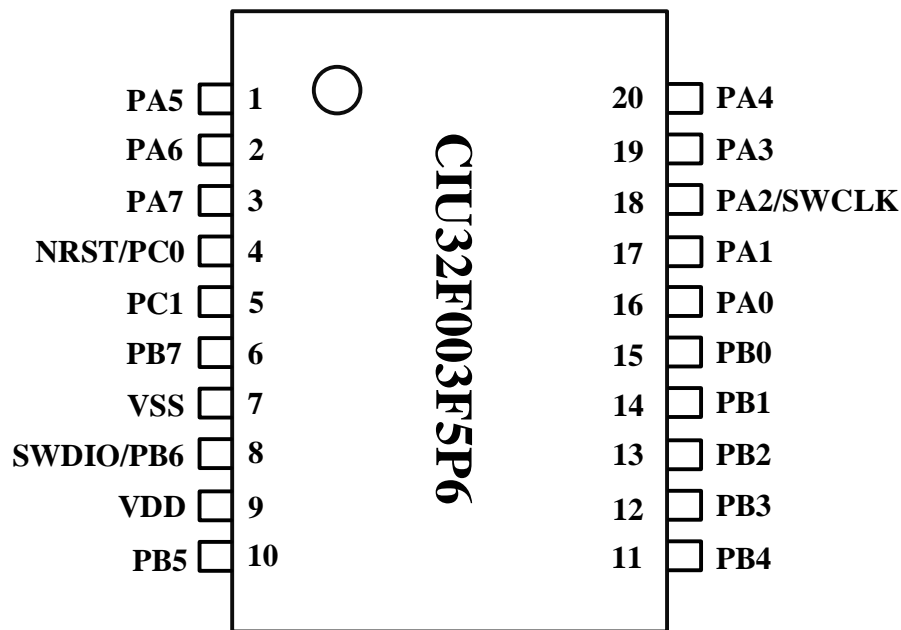 PA5 1 20 PA4
PA6 2 19 PA3
PA7 3 18 PA2/SWCLK
NRST/PC0 4 17 PA1
PC1 5 16 PA0
PB7 6 15 PB0
VSS 7 14 PB1
SWDIO/PB6 8 13 PB2
VDD 9 12 PB3
PB5 10 11 PB4
CIU32F003F5P6